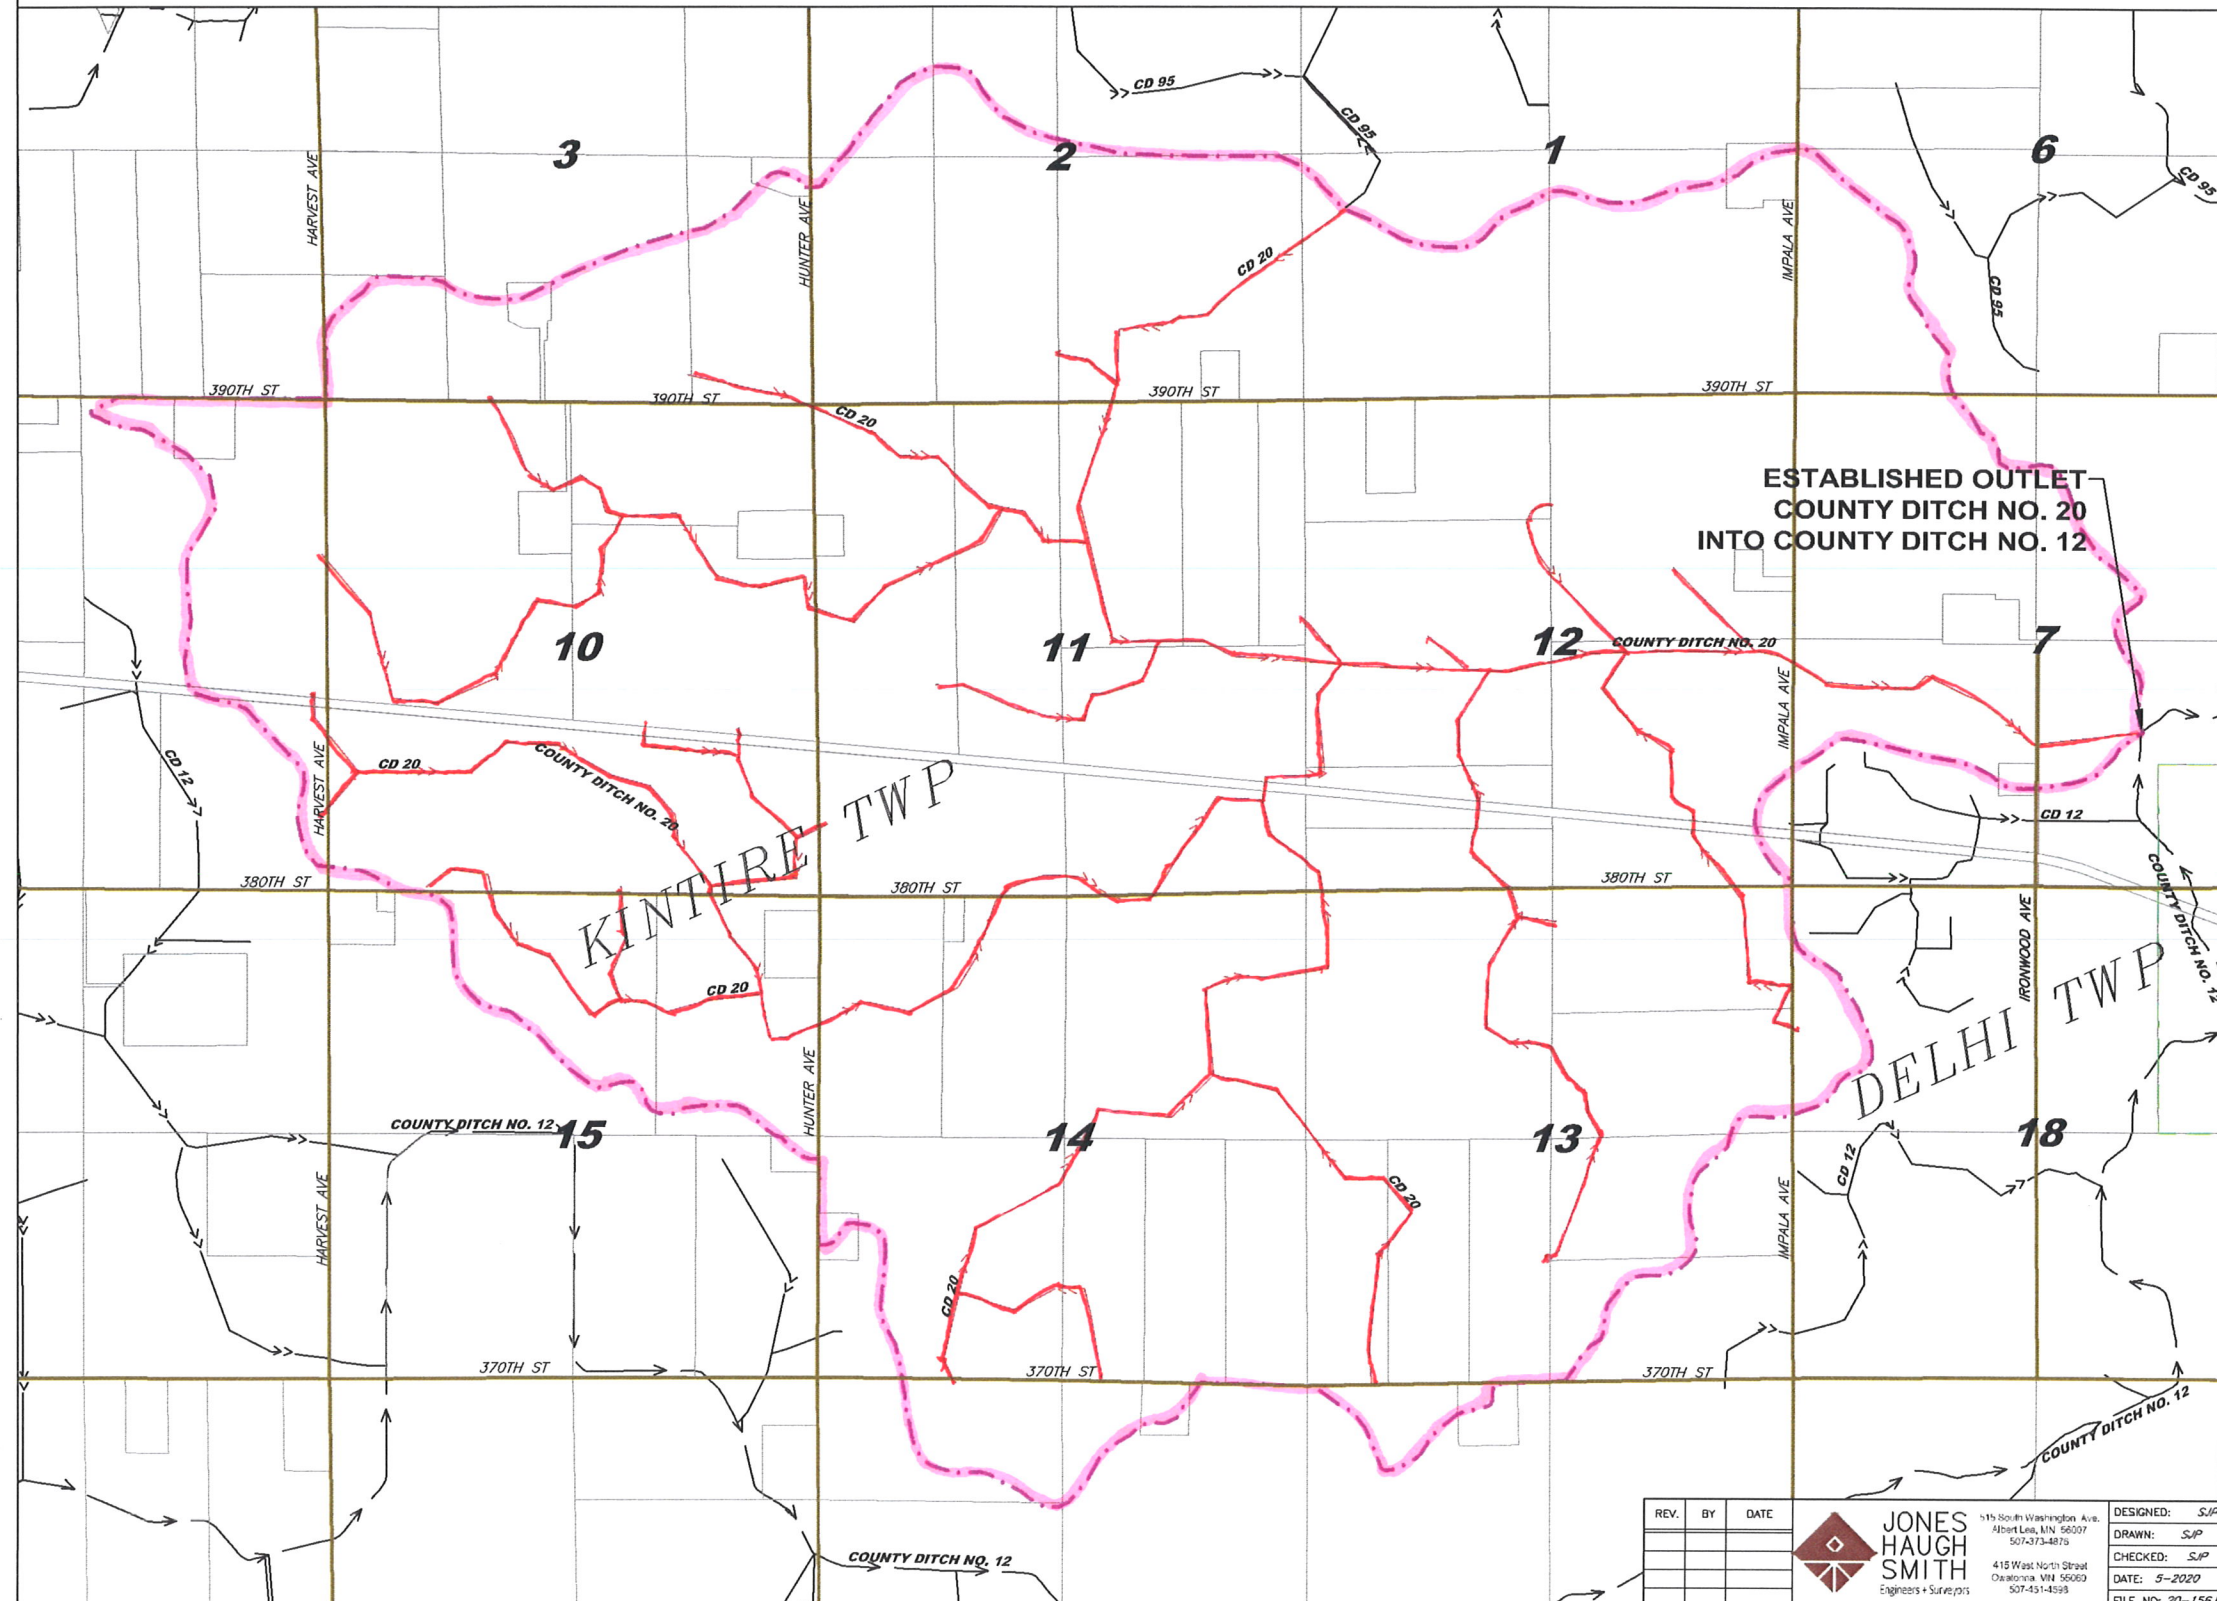 CD 95
CD 95
3
2
1
6
CD 95
HARVEST AVE
HUNTER AVE
IMPALA AVE
CD 20
CD 95
390TH ST
390TH ST
390TH ST
390TH ST
CD 20
ESTABLISHED OUTLET
COUNTY DITCH NO. 20
INTO COUNTY DITCH NO. 12
10
11
12
COUNTY DITCH NO. 20
7
IMPALA AVE
CD 12
HARVEST AVE
CD 20
COUNTY DITCH NO. 20
KINTIRE TWP
CD 12
380TH ST
380TH ST
380TH ST
COUNTY DITCH NO. 12
IRONWOOD AVE
CD 20
DELHI TWP
HUNTER AVE
COUNTY DITCH NO. 12
15
14
13
18
CD 12
HARVEST AVE
CD 20
IMPALA AVE
CD 20
370TH ST
370TH ST
370TH ST
COUNTY DITCH NO. 12
COUNTY DITCH NO. 12
REV. BY DATE
JONES
HAUGH
SMITH
Engineers + Surveyors
515 South Washington Ave.
Albert Lea, MN 56007
507-373-4876
415 West North Street
Owatonna, MN 55060
507-451-4598
DESIGNED: SJP
DRAWN: SJP
CHECKED: SJP
DATE: 5-2020
FILE NO: 20-156